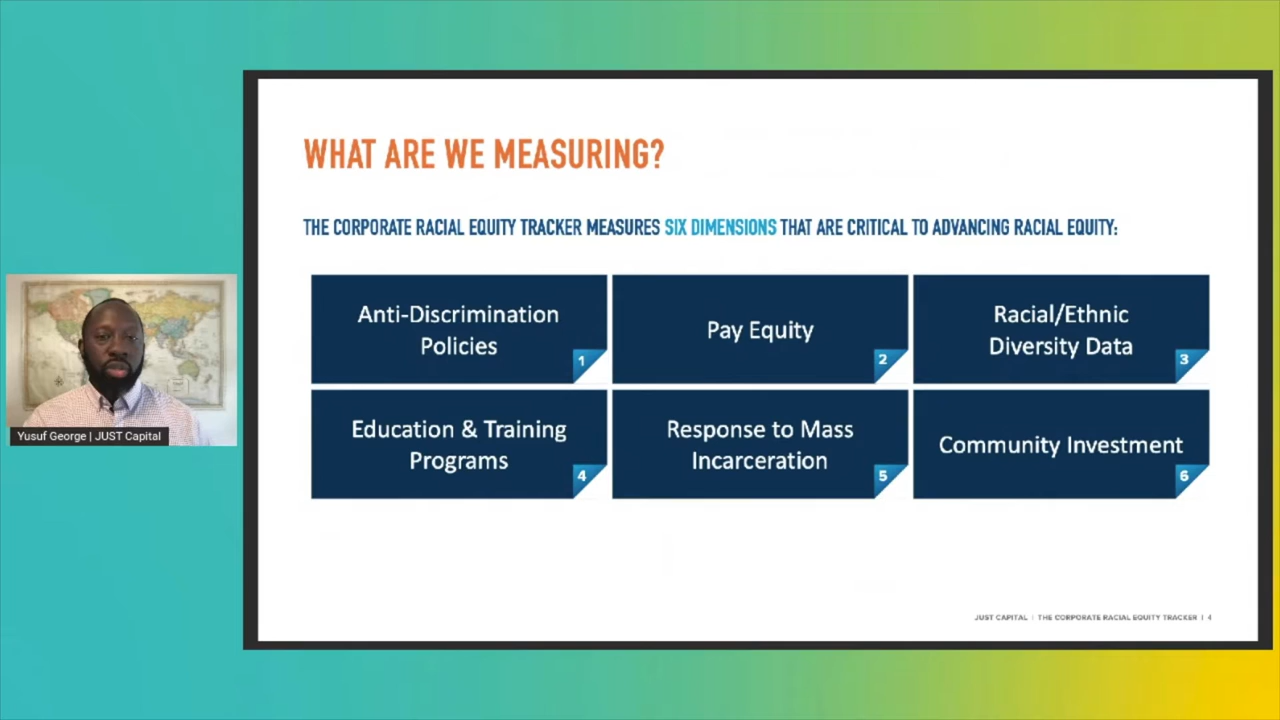 WHAT ARE WE MEASURING?
THE CORPORATE RACIAL EQUITY TRACKER MEASURES SIX DIMENSIONS THAT ARE CRITICAL TO ADVANCING RACIAL EQUITY:
Anti-Discrimination
Policies
1
Pay Equity
2
Racial/Ethnic
Diversity Data
3
Education & Training
Programs
4
Response to Mass
Incarceration
5
Community Investment
6
Yusuf George | JUST Capital
JUST CAPITAL | THE CORPORATE RACIAL EQUITY TRACKER | 4